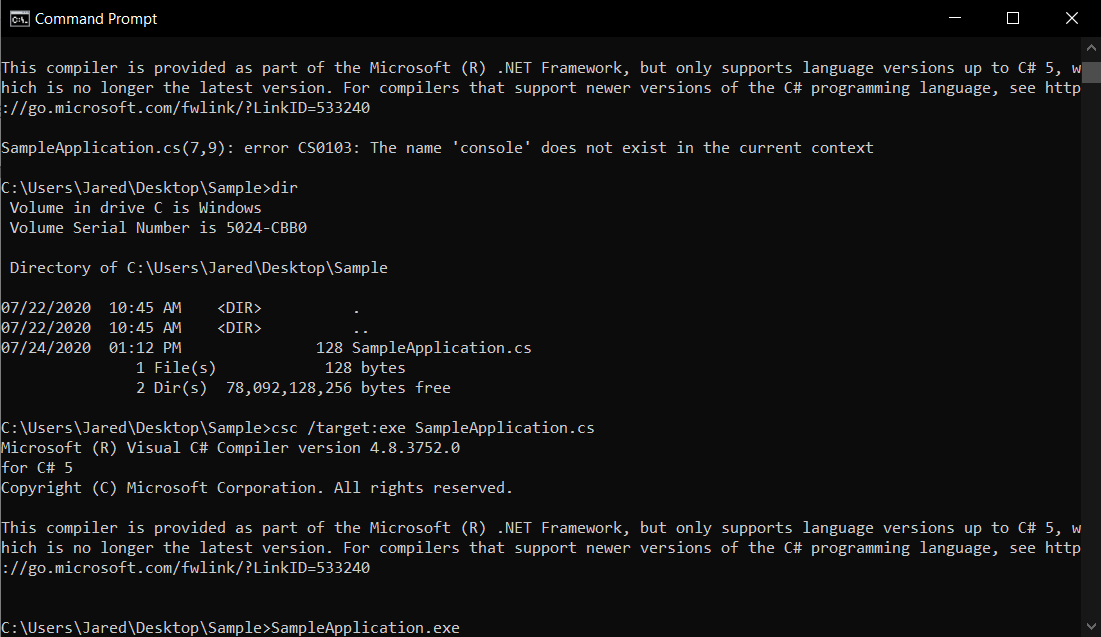 Command Prompt
This compiler is provided as part of the Microsoft (R) .NET Framework, but only supports language versions up to C# 5, w
hich is no longer the latest version. For compilers that support newer versions of the C# programming language, see http
://go.microsoft.com/fwlink/?LinkID=533240
SampleApplication.cs(7,9): error CS0103: The name 'console' does not exist in the current context
C:\Users\Jared\Desktop\Sample>dir
Volume in drive C is Windows
Volume Serial Number is 5024-CBB0
Directory of C:\Users\Jared\Desktop\Sample
07/22/2020  10:45 AM    <DIR>          .
07/22/2020  10:45 AM    <DIR>          ..
07/24/2020  01:12 PM               128 SampleApplication.cs
1 File(s)            128 bytes
2 Dir(s)  78,092,128,256 bytes free
C:\Users\Jared\Desktop\Sample>csc /target:exe SampleApplication.cs
Microsoft (R) Visual C# Compiler version 4.8.3752.0
for C# 5
Copyright (C) Microsoft Corporation. All rights reserved.
This compiler is provided as part of the Microsoft (R) .NET Framework, but only supports language versions up to C# 5, w
hich is no longer the latest version. For compilers that support newer versions of the C# programming language, see http
://go.microsoft.com/fwlink/?LinkID=533240
C:\Users\Jared\Desktop\Sample>SampleApplication.exe